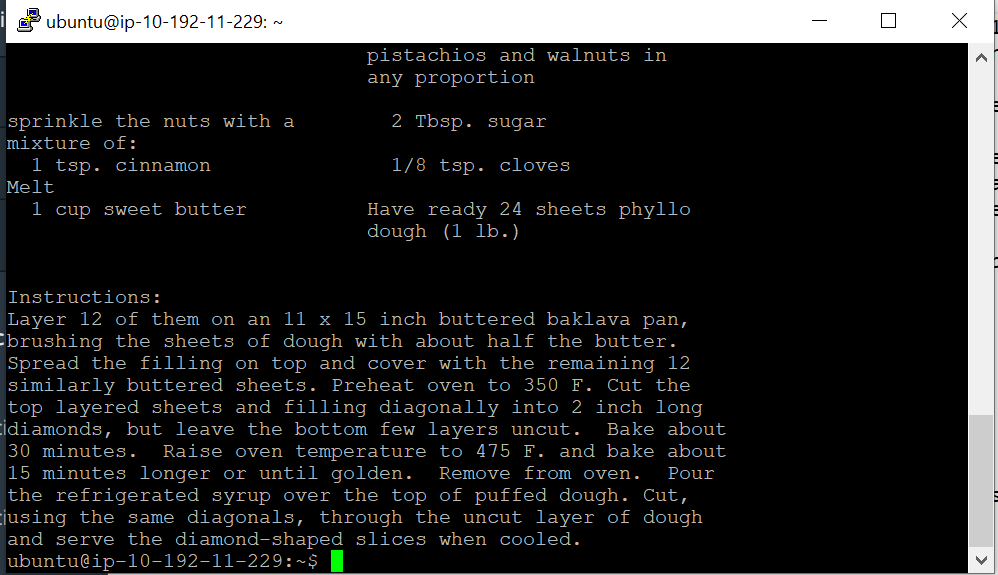 ubuntu@ip-10-192-11-229: ~
pistachios and walnuts in
any proportion
sprinkle the nuts with a 2 Tbsp. sugar
mixture of:
1 tsp. cinnamon 1/8 tsp. cloves
Melt
1 cup sweet butter Have ready 24 sheets phyllo
dough (1 lb.)
Instructions:
Layer 12 of them on an 11 x 15 inch buttered baklava pan,
brushing the sheets of dough with about half the butter.
Spread the filling on top and cover with the remaining 12
similarly buttered sheets. Preheat oven to 350 F. Cut the
top layered sheets and filling diagonally into 2 inch long
diamonds, but leave the bottom few layers uncut.  Bake about
30 minutes.  Raise oven temperature to 475 F. and bake about
15 minutes longer or until golden.  Remove from oven.  Pour
the refrigerated syrup over the top of puffed dough. Cut,
using the same diagonals, through the uncut layer of dough
and serve the diamond-shaped slices when cooled.
ubuntu@ip-10-192-11-229:~$